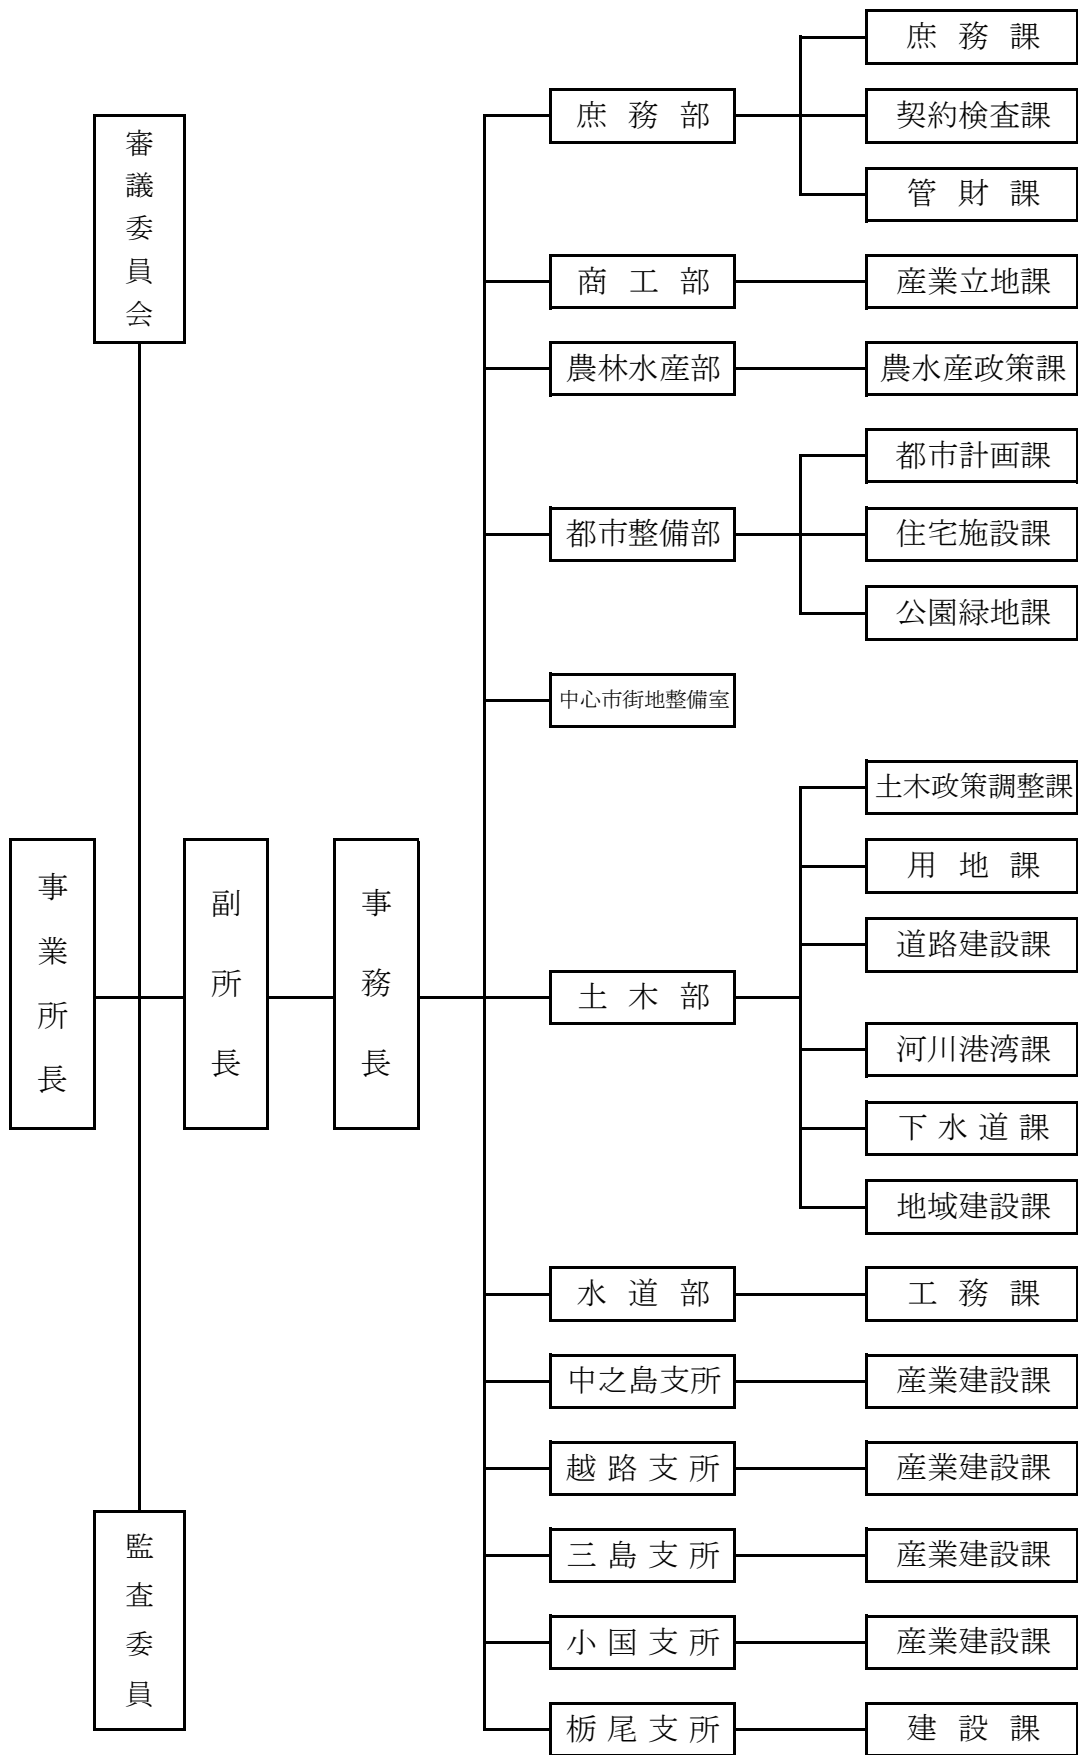 審議委員会
事業所長
副所長
事務長
監査委員
庶務部
庶務課
契約検査課
管財課
商工部
産業立地課
農林水産部
農水産政策課
都市整備部
都市計画課
住宅施設課
公園緑地課
中心市街地整備室
土木部
土木政策調整課
用地課
道路建設課
河川港湾課
下水道課
地域建設課
水道部
工務課
中之島支所
産業建設課
越路支所
産業建設課
三島支所
産業建設課
小国支所
産業建設課
栃尾支所
建設課